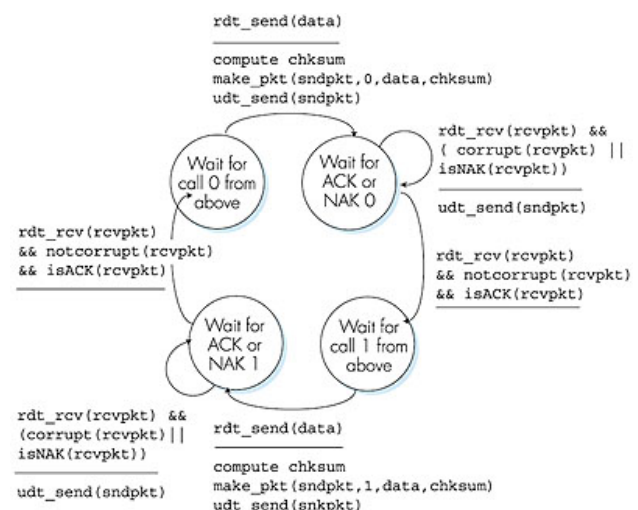 rdt_send(data)
compute chksum
make_pkt(sndpkt,0,data,chksum)
udt_send(sndpkt)
Wait for
call 0 from
above
Wait for
ACK or
NAK 0
rdt_rcv(rcvpkt) &&
( corrupt(rcvpkt) ||
isNAK(rcvpkt))
udt_send(sndpkt)
rdt_rcv(rcvpkt)
&& notcorrupt(rcvpkt)
&& isACK(rcvpkt)
rdt_rcv(rcvpkt)
&& notcorrupt(rcvpkt)
&& isACK(rcvpkt)
Wait for
ACK or
NAK 1
Wait for
call 1 from
above
rdt_rcv(rcvpkt) &&
(corrupt(rcvpkt)||
isNAK(rcvpkt))
udt_send(sndpkt)
rdt_send(data)
compute chksum
make_pkt(sndpkt,1,data,chksum)
udt_send(snkpkt)